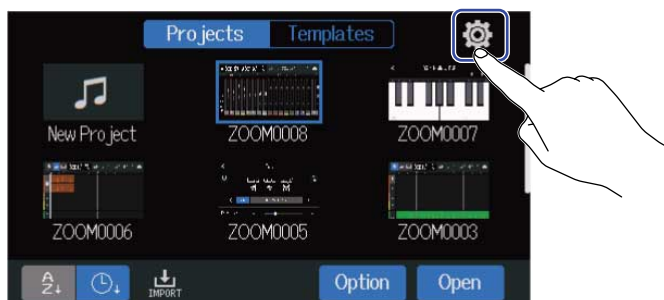 Projects Templates
New Project ZOOM0008 ZOOM0007
ZOOM0006 ZOOM0005 ZOOM0003
A Z IMPORT Option Open